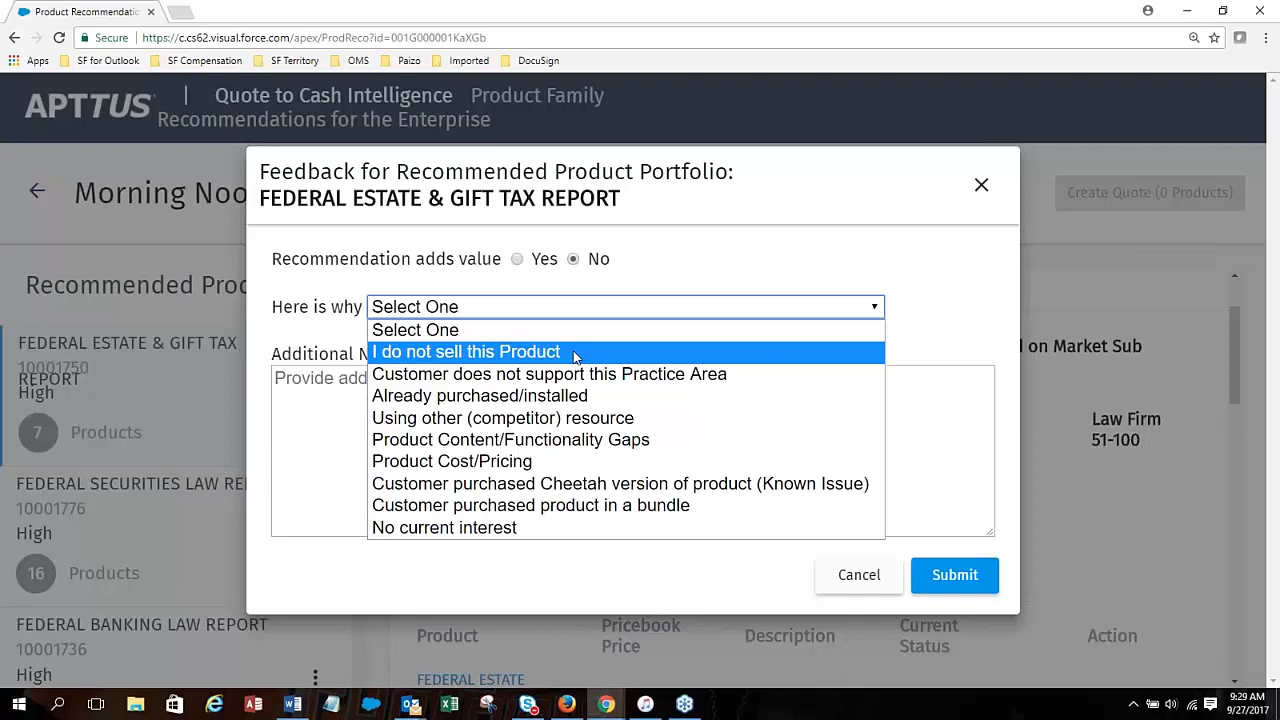 Product Recommendatic
Secure
https://c.cs62.visual.force.com/apex/ProdReco?id=001G000001KaXGb
Apps
SF for Outlook
SF Compensation
SF Territory
OMS
Paizo
Imported
DocuSign
APTTUS
Quote to Cash Intelligence
Product Family
Recommendations for the Enterprise
Morning Noo
Create Quote (0 Products)
Feedback for Recommended Product Portfolio:
FEDERAL ESTATE & GIFT TAX REPORT
Recommendation adds value
Yes
No
Here is why
Select One
Select One
I do not sell this Product
Customer does not support this Practice Area
Already purchased/installed
Using other (competitor) resource
Product Content/Functionality Gaps
Product Cost/Pricing
Customer purchased Cheetah version of product (Known Issue)
Customer purchased product in a bundle
No current interest
Additional N
Provide add
Cancel
Submit
Recommended Prod
FEDERAL ESTATE & GIFT TAX
10001750
REPORT
High
7
Products
FEDERAL SECURITIES LAW RE
10001776
High
16
Products
FEDERAL BANKING LAW REPORT
10001736
High
on Market Sub
Law Firm
51-100
Product
Pricebook
Price
Description
Current
Status
Action
FEDERAL ESTATE
9:29 AM
9/27/2017